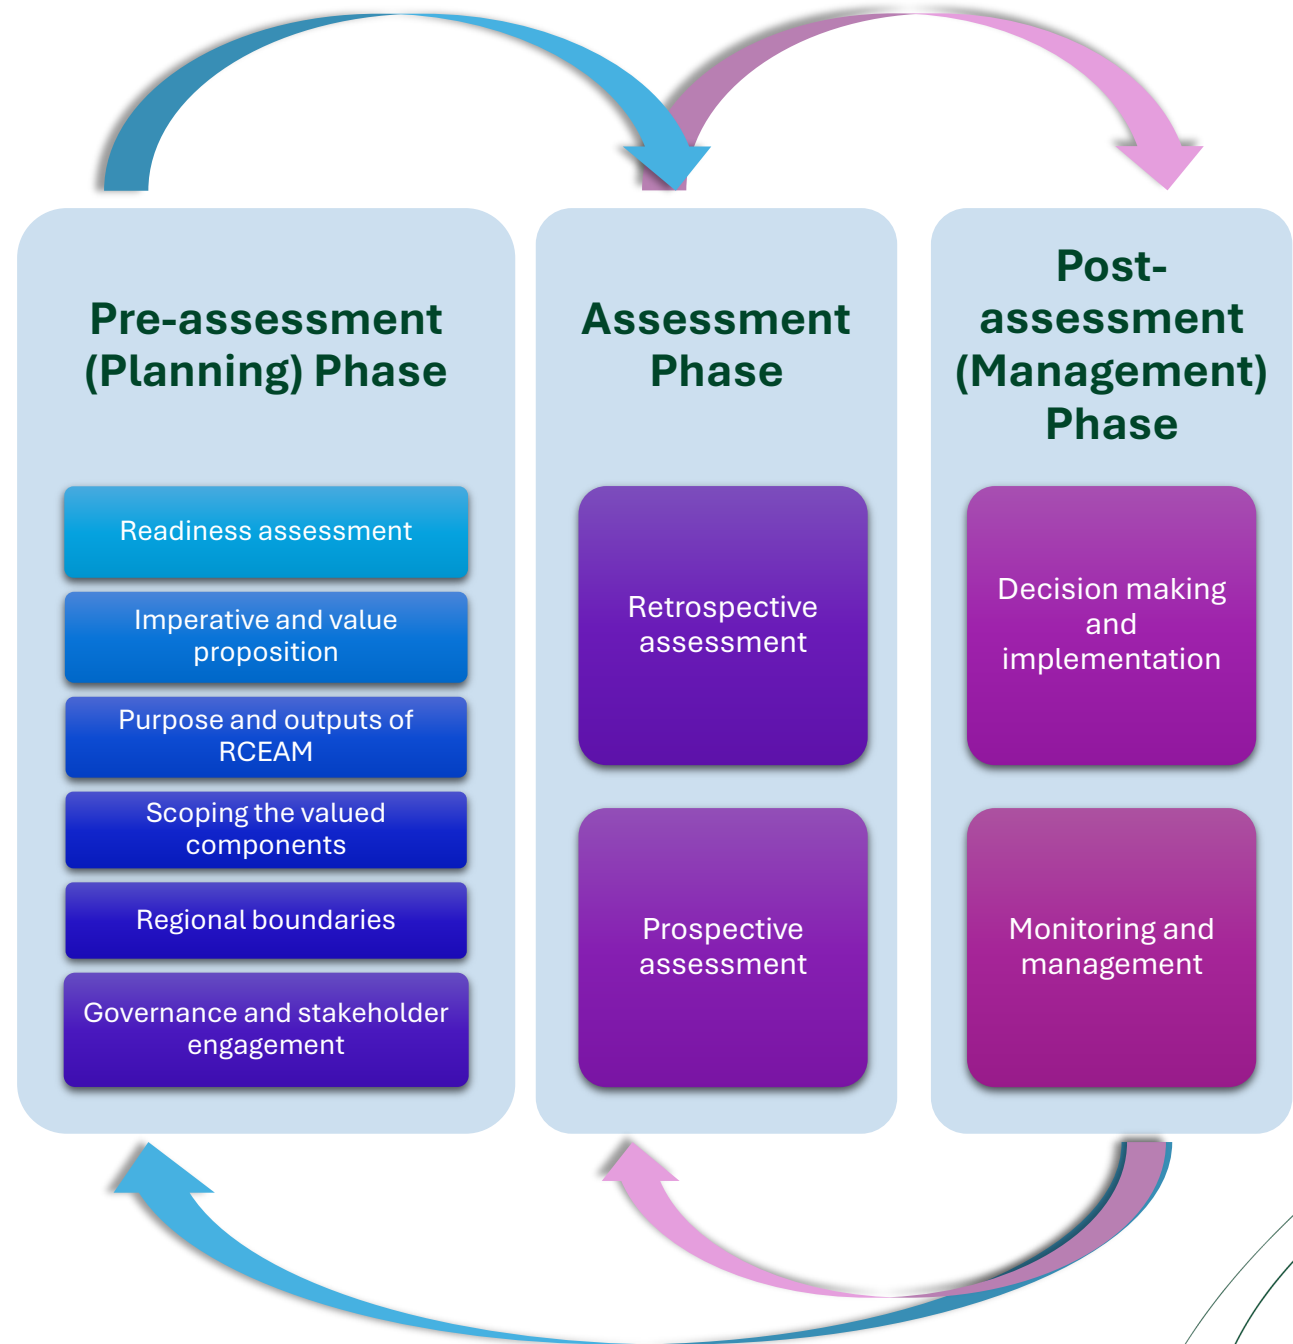 Pre-assessment
(Planning) Phase
Readiness assessment
Imperative and value
proposition
Purpose and outputs of
RCEAM
Scoping the valued
components
Regional boundaries
Governance and stakeholder
engagement
Assessment
Phase
Retrospective
assessment
Prospective
assessment
Post-
assessment
(Management)
Phase
Decision making
and
implementation
Monitoring and
management